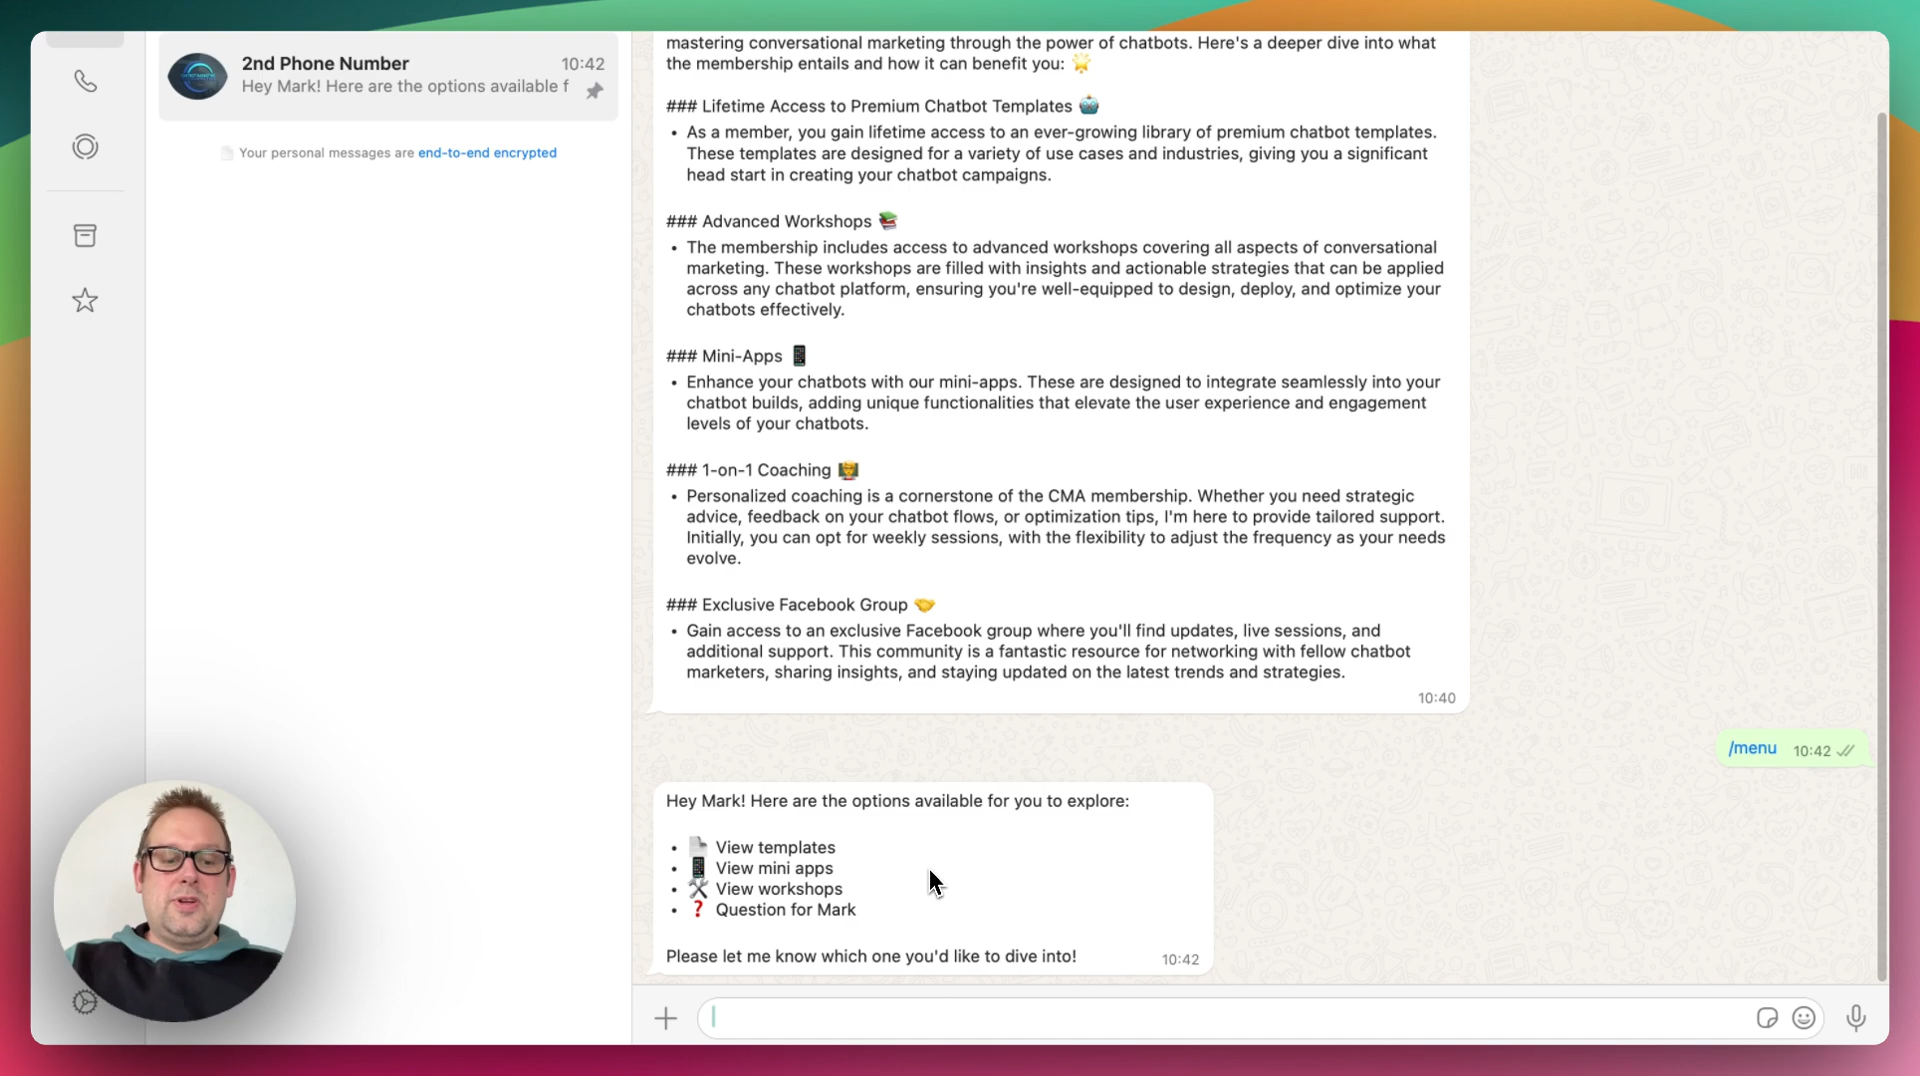 2nd Phone Number
10:42
Hey Mark! Here are the options available f
Your personal messages are end-to-end encrypted
mastering conversational marketing through the power of chatbots. Here's a deeper dive into what
the membership entails and how it can benefit you: 🌟
### Lifetime Access to Premium Chatbot Templates 🤖
• As a member, you gain lifetime access to an ever-growing library of premium chatbot templates.
These templates are designed for a variety of use cases and industries, giving you a significant
head start in creating your chatbot campaigns.
### Advanced Workshops 📚
• The membership includes access to advanced workshops covering all aspects of conversational
marketing. These workshops are filled with insights and actionable strategies that can be applied
across any chatbot platform, ensuring you're well-equipped to design, deploy, and optimize your
chatbots effectively.
### Mini-Apps 📱
• Enhance your chatbots with our mini-apps. These are designed to integrate seamlessly into your
chatbot builds, adding unique functionalities that elevate the user experience and engagement
levels of your chatbots.
### 1-on-1 Coaching 👨‍🏫
• Personalized coaching is a cornerstone of the CMA membership. Whether you need strategic
advice, feedback on your chatbot flows, or optimization tips, I'm here to provide tailored support.
Initially, you can opt for weekly sessions, with the flexibility to adjust the frequency as your needs
evolve.
### Exclusive Facebook Group 🤝
• Gain access to an exclusive Facebook group where you'll find updates, live sessions, and
additional support. This community is a fantastic resource for networking with fellow chatbot
marketers, sharing insights, and staying updated on the latest trends and strategies.
10:40
/menu 10:42
Hey Mark! Here are the options available for you to explore:
• 📄 View templates
• 📱 View mini apps
• 🛠️ View workshops
• ❓ Question for Mark
Please let me know which one you'd like to dive into!
10:42